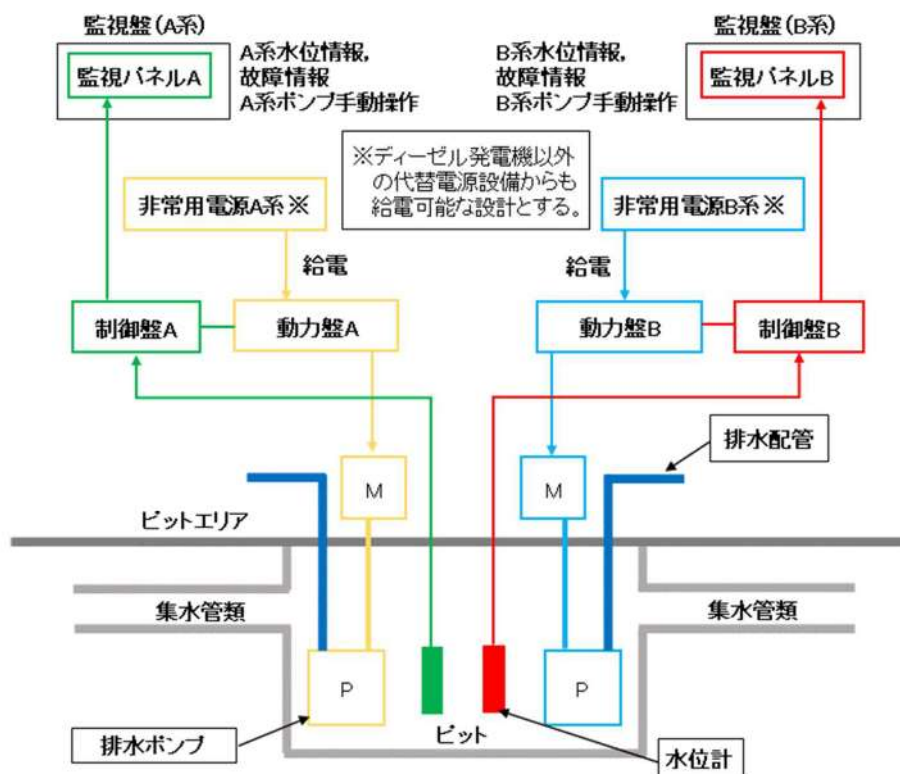 監視盤(A系)
監視パネルA
A系水位情報,
故障情報
A系ポンプ手動操作
監視盤(B系)
監視パネルB
B系水位情報,
故障情報
B系ポンプ手動操作
※ディーゼル発電機以外
の代替電源設備からも
給電可能な設計とする。
非常用電源A系※
非常用電源B系※
給電
給電
制御盤A
動力盤A
動力盤B
制御盤B
排水配管
M
M
ピットエリア
集水管類
集水管類
P
P
排水ポンプ
ピット
水位計